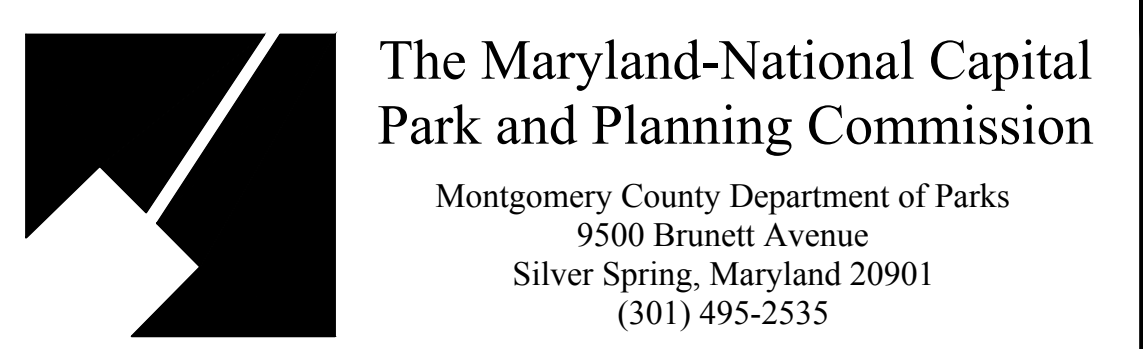 The Maryland-National Capital
Park and Planning Commission
Montgomery County Department of Parks
9500 Brunett Avenue
Silver Spring, Maryland 20901
(301) 495-2535